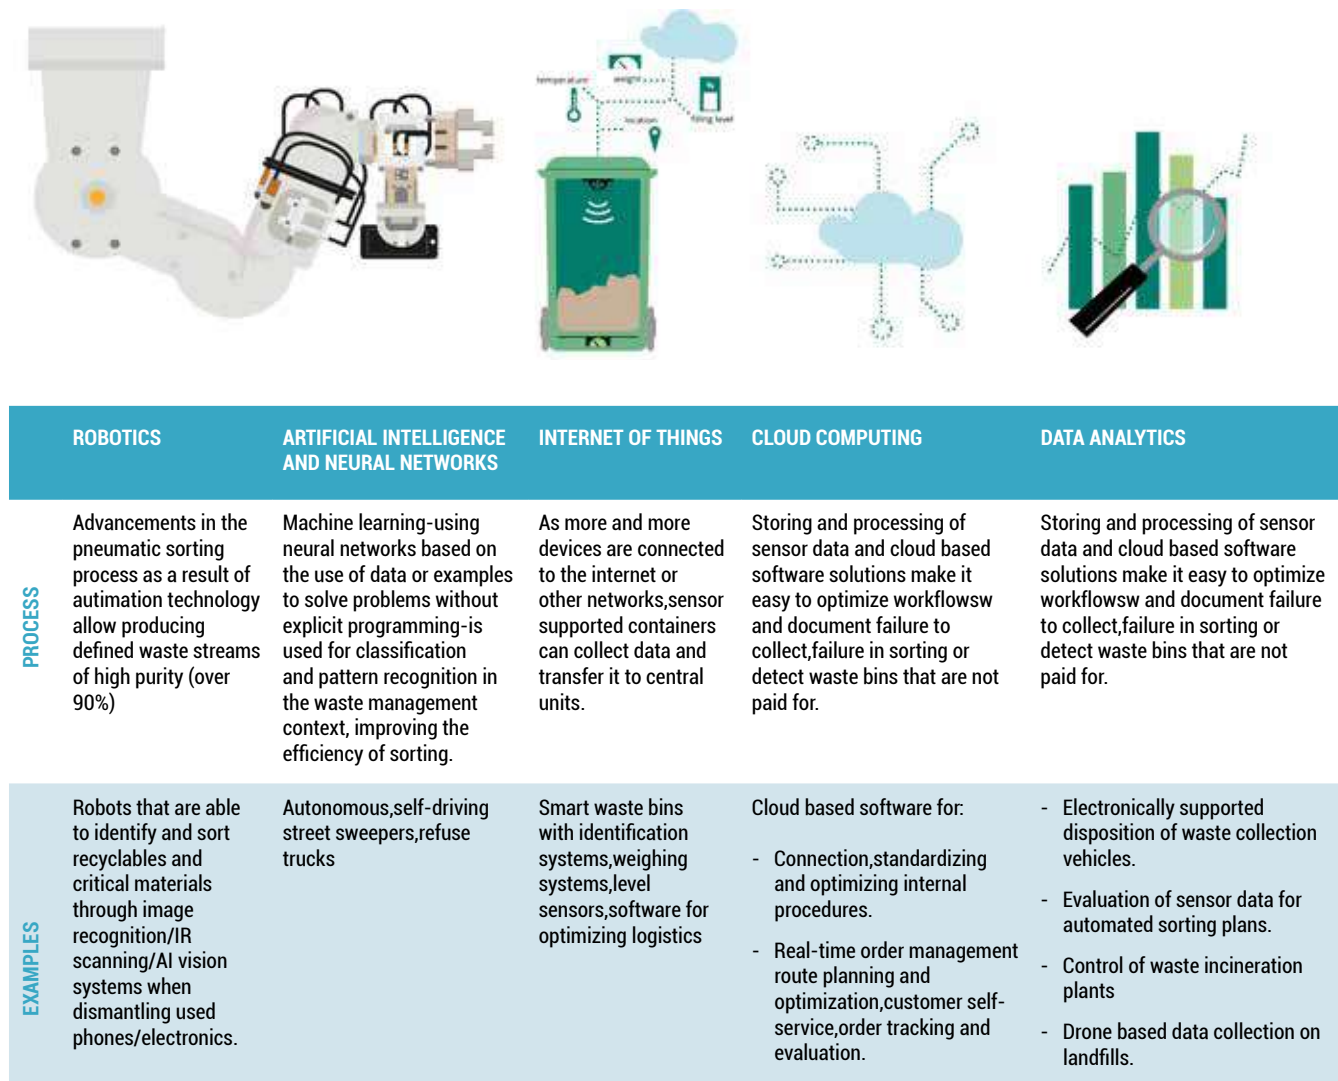 temperature
weight
location
filling level
ROBOTICS
ARTIFICIAL INTELLIGENCE
AND NEURAL NETWORKS
INTERNET OF THINGS
CLOUD COMPUTING
DATA ANALYTICS
PROCESS
Advancements in the
pneumatic sorting
process as a result of
autimation technology
allow producing
defined waste streams
of high purity (over
90%)
Machine learning-using
neural networks based on
the use of data or examples
to solve problems without
explicit programming-is
used for classification
and pattern recognition in
the waste management
context, improving the
efficiency of sorting.
As more and more
devices are connected
to the internet or
other networks,sensor
supported containers
can collect data and
transfer it to central
units.
Storing and processing of
sensor data and cloud based
software solutions make it
easy to optimize workflowsw
and document failure to
collect,failure in sorting or
detect waste bins that are not
paid for.
Storing and processing of sensor
data and cloud based software
solutions make it easy to optimize
workflowsw and document failure
to collect,failure in sorting or
detect waste bins that are not
paid for.
EXAMPLES
Robots that are able
to identify and sort
recyclables and
critical materials
through image
recognition/IR
scanning/AI vision
systems when
dismantling used
phones/electronics.
Autonomous,self-driving
street sweepers,refuse
trucks
Smart waste bins
with identification
systems,weighing
systems,level
sensors,software for
optimizing logistics
Cloud based software for:
- Connection,standardizing
and optimizing internal
procedures.
- Real-time order management
route planning and
optimization,customer self-
service,order tracking and
evaluation.
- Electronically supported
disposition of waste collection
vehicles.
- Evaluation of sensor data for
automated sorting plans.
- Control of waste incineration
plants
- Drone based data collection on
landfills.